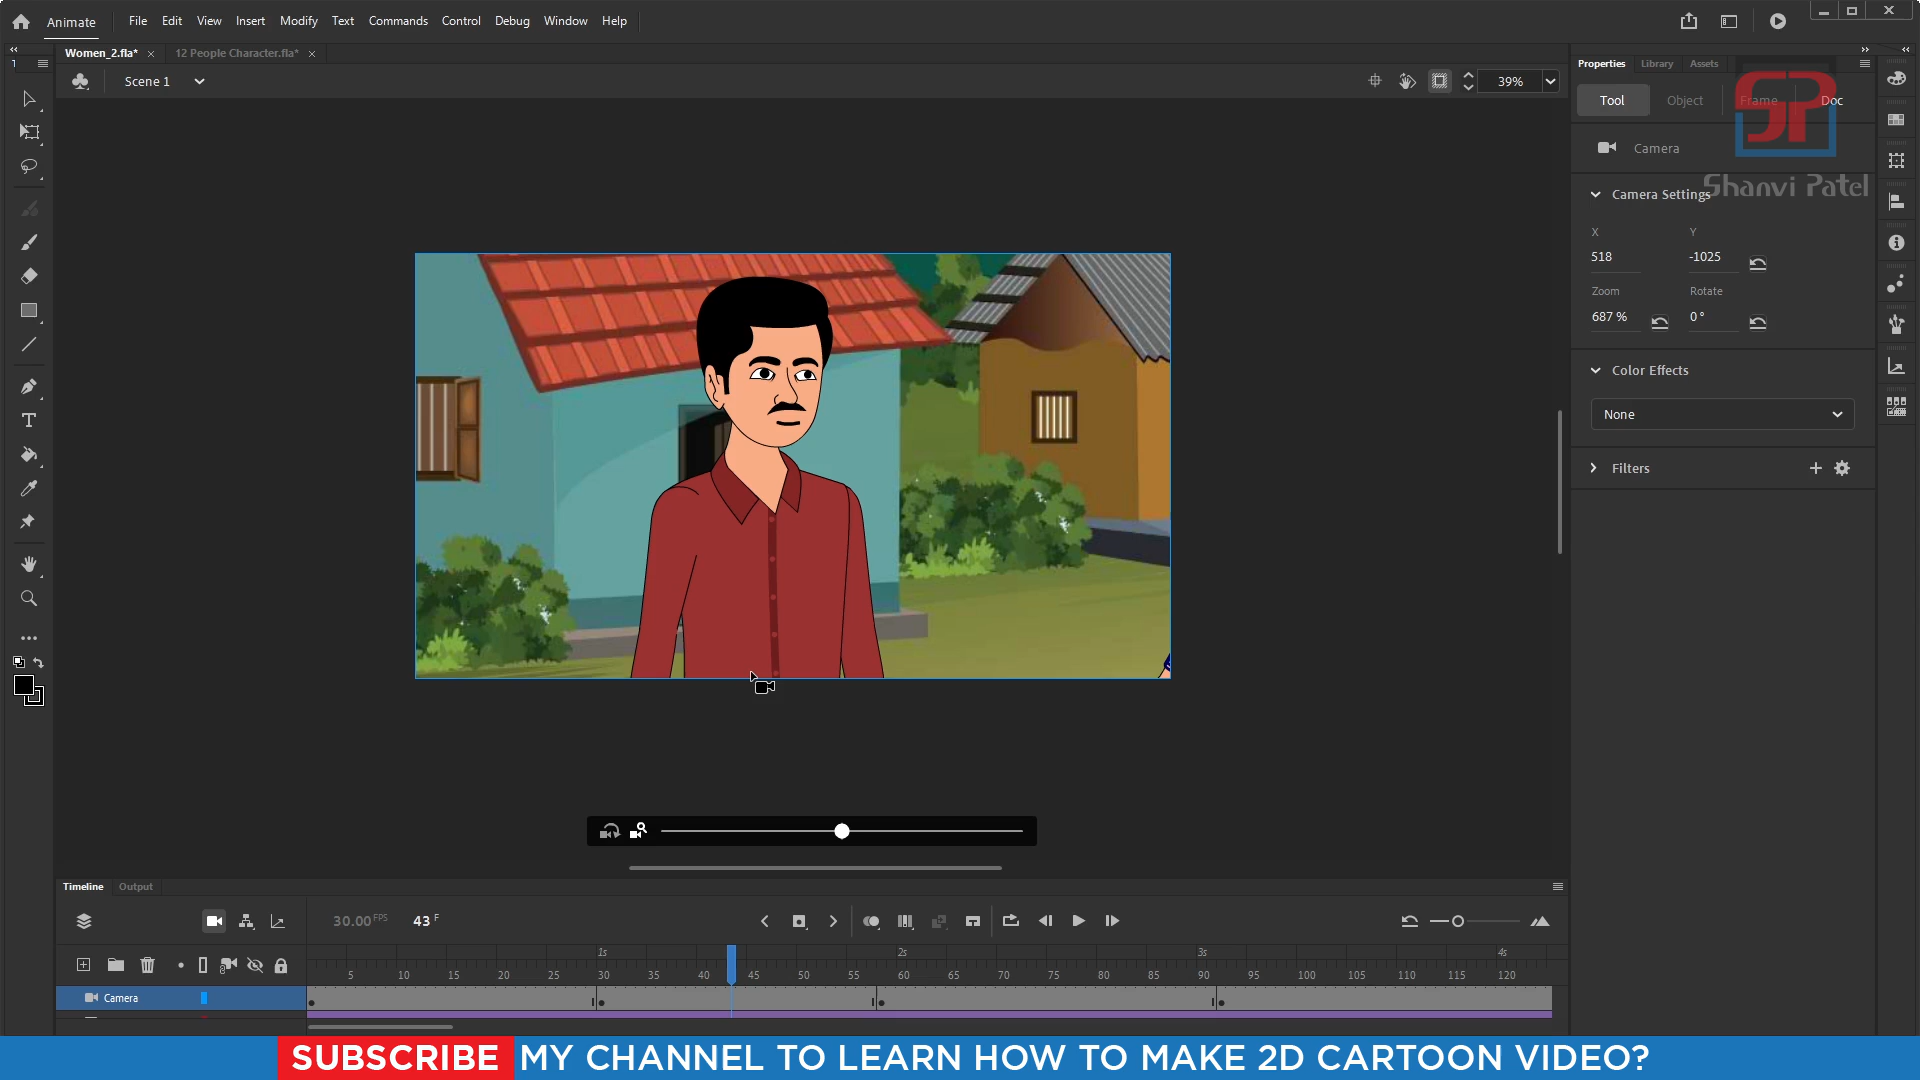 Animate File Edit View Insert Modify Text Commands Control Debug Window Help
Women_2.fla* 12 People Character.fla*
Scene 1
39%
Properties Library Assets
Tool Object Frame Doc
SP
Shanvi Patel
Camera
Camera Settings
X Y
518 -1025
Zoom Rotate
687 % 0°
Color Effects
None
Filters
Timeline Output
30.00 FPS 43 F
1s 2s 3s 4s
5 10 15 20 25 30 35 40 45 50 55 60 65 70 75 80 85 90 95 100 105 110 115 120
Camera
SUBSCRIBE MY CHANNEL TO LEARN HOW TO MAKE 2D CARTOON VIDEO?